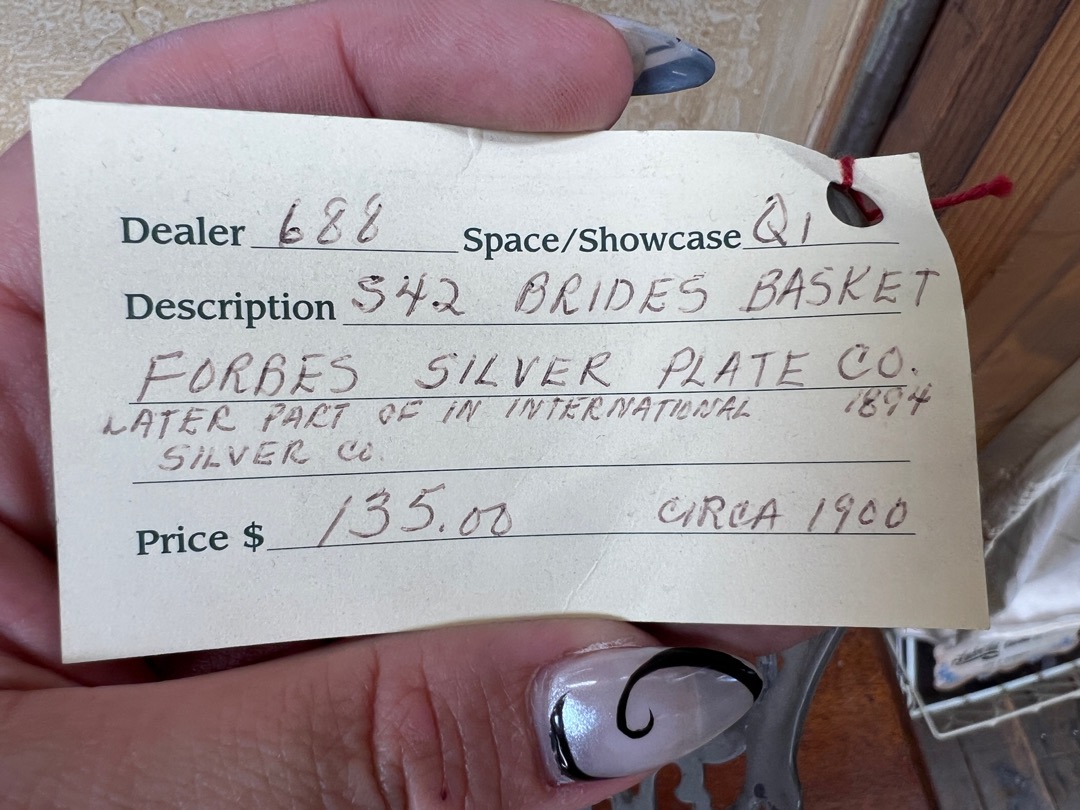 Dealer 688 Space/Showcase Q1
Description S42 BRIDES BASKET
FORBES SILVER PLATE CO.
1894
LATER PART OF IN INTERNATIONAL
SILVER CO.
Price $ 135.00 CIRCA 1900